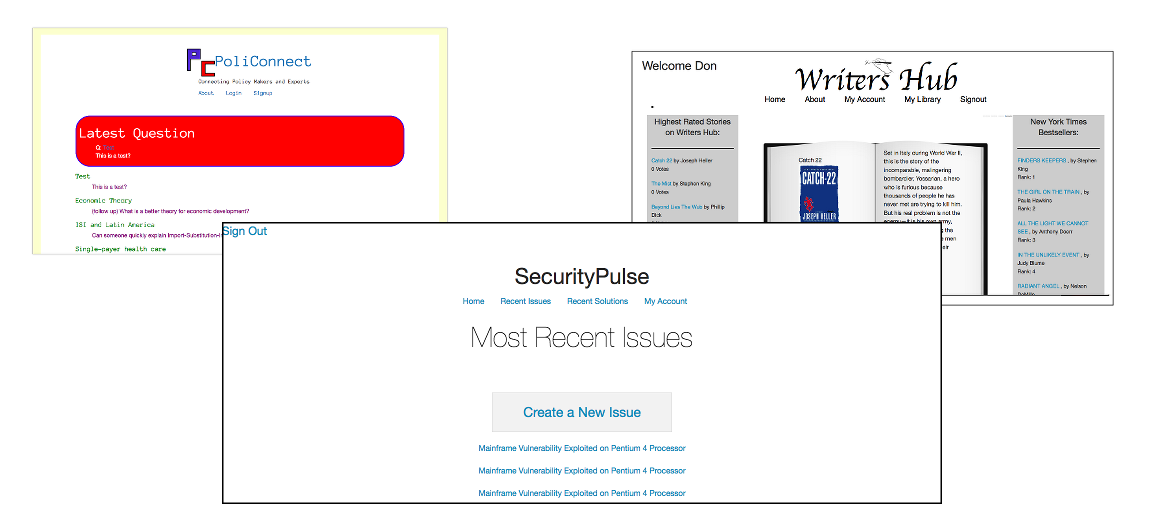 PC PoliConnect
Connecting Policy Makers and Experts
About Login Signup
Latest Question
Q: Test
This is a test?
Test
This is a test?
Economic Theory
(follow up) What is a better theory for economic development?
ISI and Latin America
Can someone quickly explain Import-Substitution-I
Single-payer health care
Welcome Don
Writers Hub
Home About My Account My Library Signout
Highest Rated Stories
on Writers Hub:
Catch 22 by Joseph Heller
0 Votes
The Mist by Stephon King
0 Votes
Beyond Lies The Wub by Phillip
Dick
Catch 22
CATCH-22
JOSEPH HELLER
Set in Italy during World War II,
this is the story of the
incomparable, malingering
bombardier, Yossarian, a hero
who is furious because
thousands of people he has
never met are trying to kill him.
But his real problem is not the
enemy—it is his own army,
the
men
eir
New York Times
Bestsellers:
FINDERS KEEPERS , by Stephen
King
Rank: 1
THE GIRL ON THE TRAIN , by
Paula Hawkins
Rank: 2
ALL THE LIGHT WE CANNOT
SEE , by Anthony Doerr
Rank: 3
IN THE UNLIKELY EVENT , by
Judy Blume
Rank: 4
RADIANT ANGEL , by Nelson
DeMille
Sign Out
SecurityPulse
Home Recent Issues Recent Solutions My Account
Most Recent Issues
Create a New Issue
Mainframe Vulnerability Exploited on Pentium 4 Processor
Mainframe Vulnerability Exploited on Pentium 4 Processor
Mainframe Vulnerability Exploited on Pentium 4 Processor